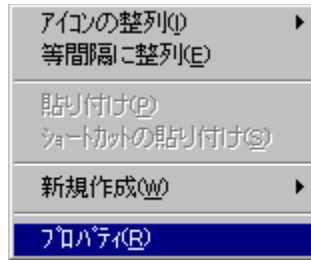 ｱｲｺﾝの整列(I)
等間隔に整列(E)
貼り付け(P)
ｼｮｰﾄｶｯﾄの貼り付け(S)
新規作成(W)
ﾌﾟﾛﾊﾟﾃｨ(R)